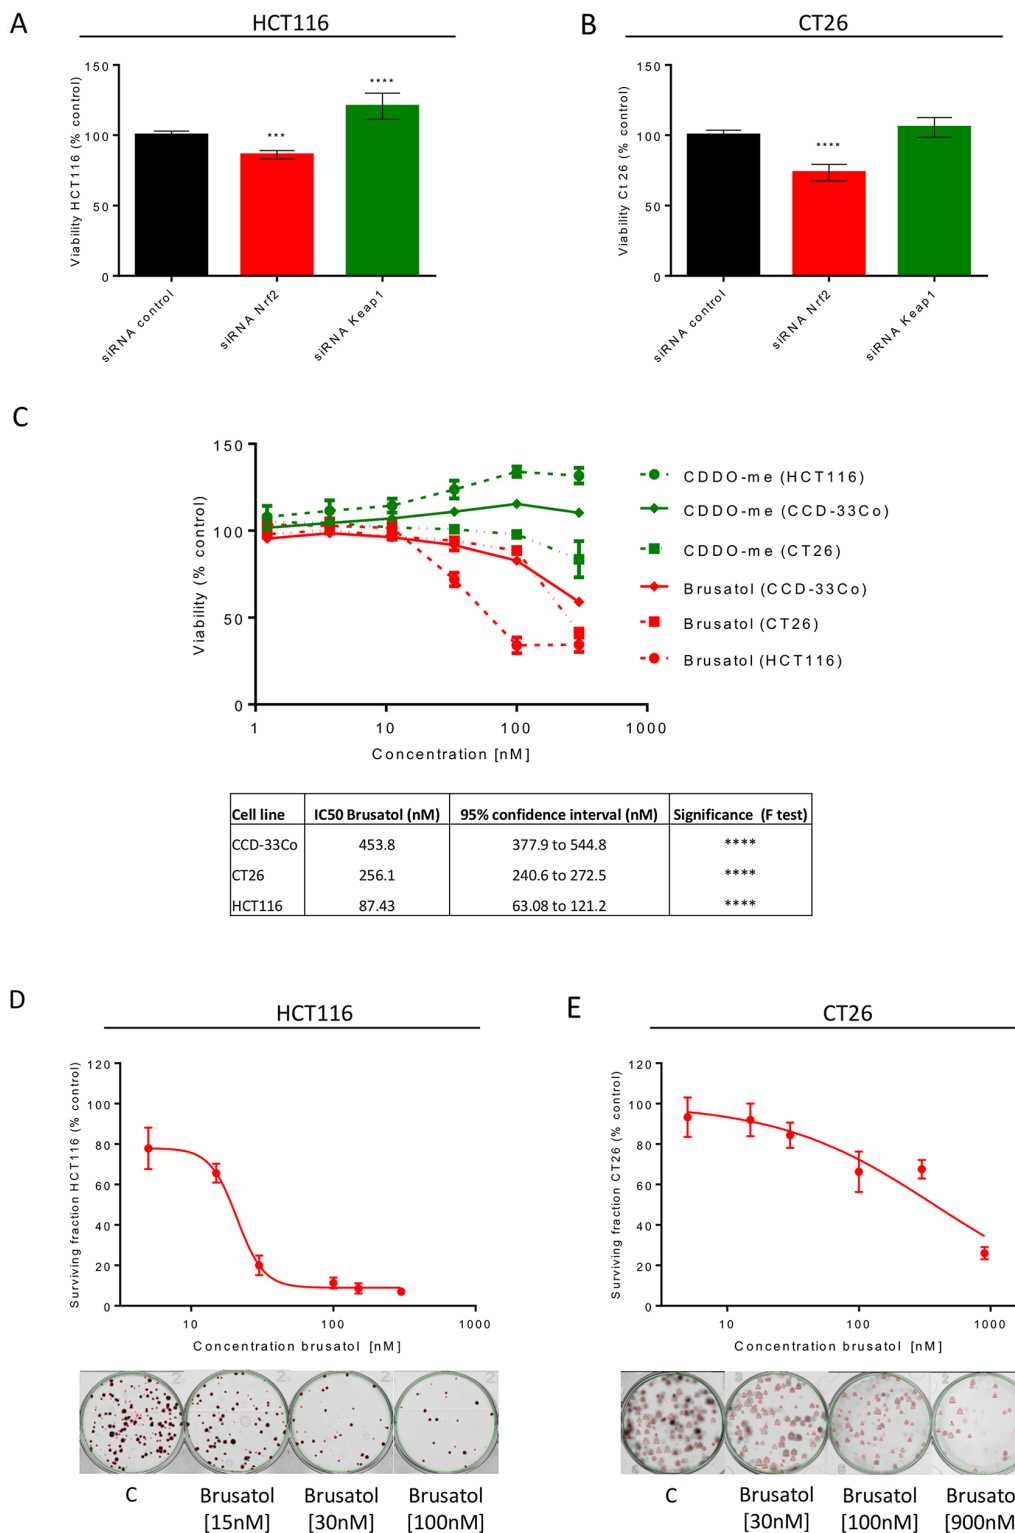 A
HCT116
B
CT26
Viability HCT116 (% control)
150
100
50
0
***
****
siRNA control
siRNA Nrf2
siRNA Keap1
Viability Ct 26 (% control)
150
100
50
0
****
siRNA control
siRNA Nrf2
siRNA Keap1
C
Viability (% control)
150
100
50
0
1
10
100
1000
Concentration [nM]
CDDO-me (HCT116)
CDDO-me (CCD-33Co)
CDDO-me (CT26)
Brusatol (CCD-33Co)
Brusatol (CT26)
Brusatol (HCT116)
Cell line IC50 Brusatol (nM) 95% confidence interval (nM) Significance (F test)
CCD-33Co 453.8 377.9 to 544.8 ****
CT26 256.1 240.6 to 272.5 ****
HCT116 87.43 63.08 to 121.2 ****
D
HCT116
E
CT26
Surviving fraction HCT116 (% control)
120
100
80
60
40
20
0
10
100
1000
Concentration brusatol [nM]
Surviving fraction CT26 (% control)
120
100
80
60
40
20
0
10
100
1000
Concentration brusatol [nM]
C
Brusatol
[15nM]
Brusatol
[30nM]
Brusatol
[100nM]
C
Brusatol
[30nM]
Brusatol
[100nM]
Brusato
[900nM